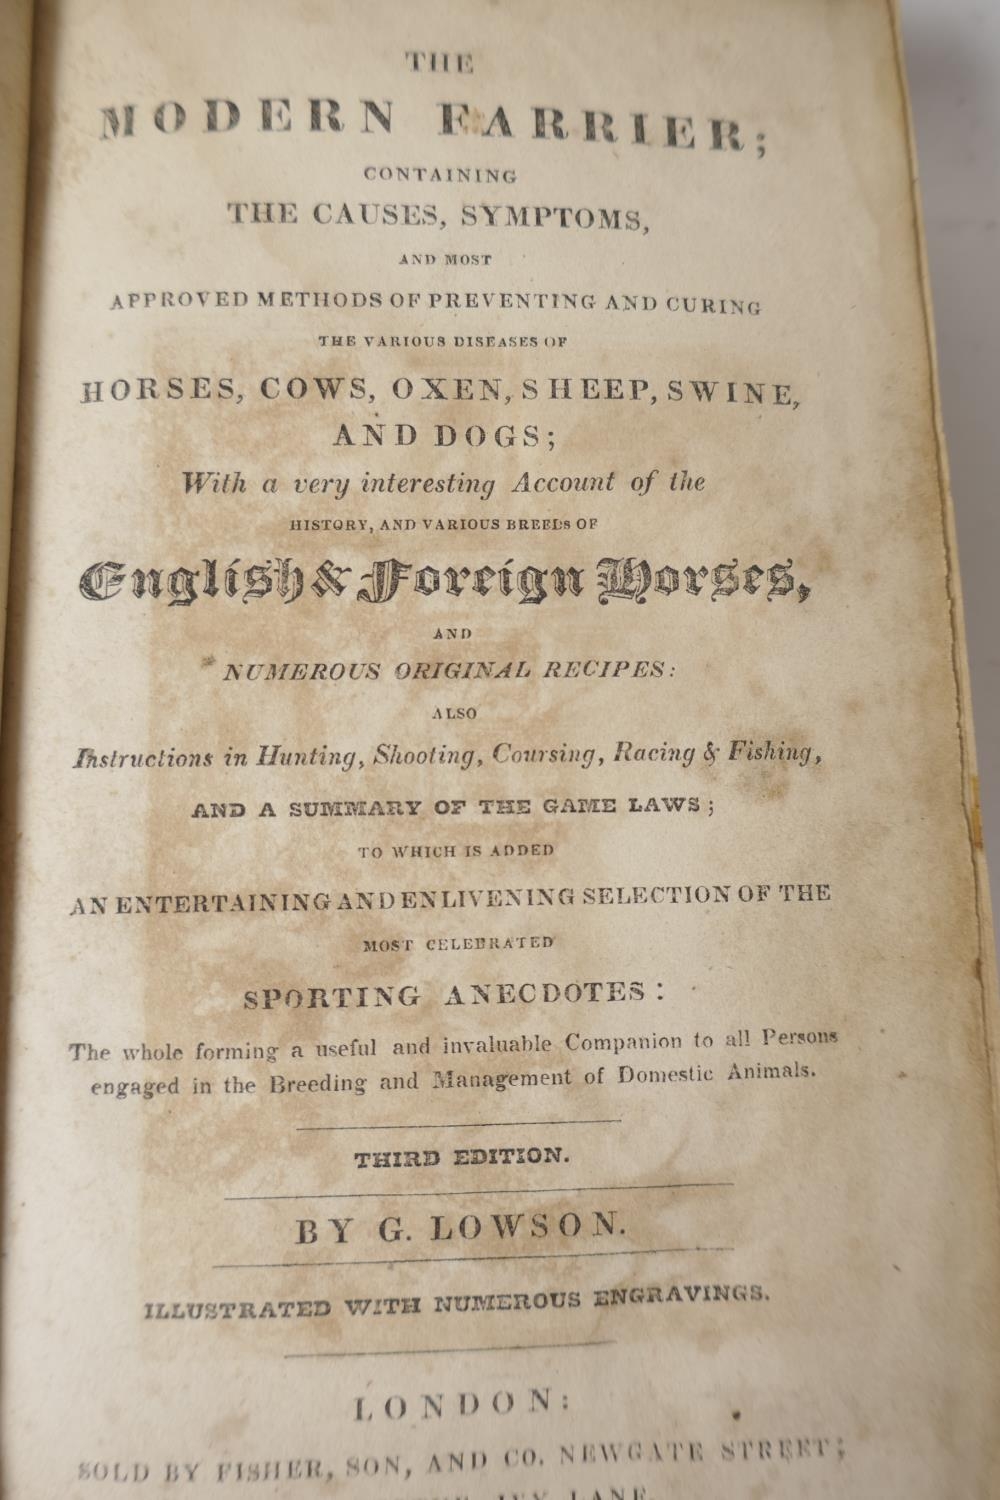 THE
MODERN FARRIER;
CONTAINING
THE CAUSES, SYMPTOMS,
AND MOST
APPROVED METHODS OF PREVENTING AND CURING
THE VARIOUS DISEASES OF
HORSES, COWS, OXEN, SHEEP, SWINE,
AND DOGS;
With a very interesting Account of the
HISTORY, AND VARIOUS BREEDS OF
English & Foreign Horses,
AND
NUMEROUS ORIGINAL RECIPES:
ALSO
Instructions in Hunting, Shooting, Coursing, Racing & Fishing,
AND A SUMMARY OF THE GAME LAWS;
TO WHICH IS ADDED
AN ENTERTAINING AND ENLIVENING SELECTION OF THE
MOST CELEBRATED
SPORTING ANECDOTES:
The whole forming a useful and invaluable Companion to all Persons
engaged in the Breeding and Management of Domestic Animals.
THIRD EDITION.
BY G. LOWSON.
ILLUSTRATED WITH NUMEROUS ENGRAVINGS.
LONDON:
SOLD BY FISHER, SON, AND CO. NEWGATE STREET;
LANE